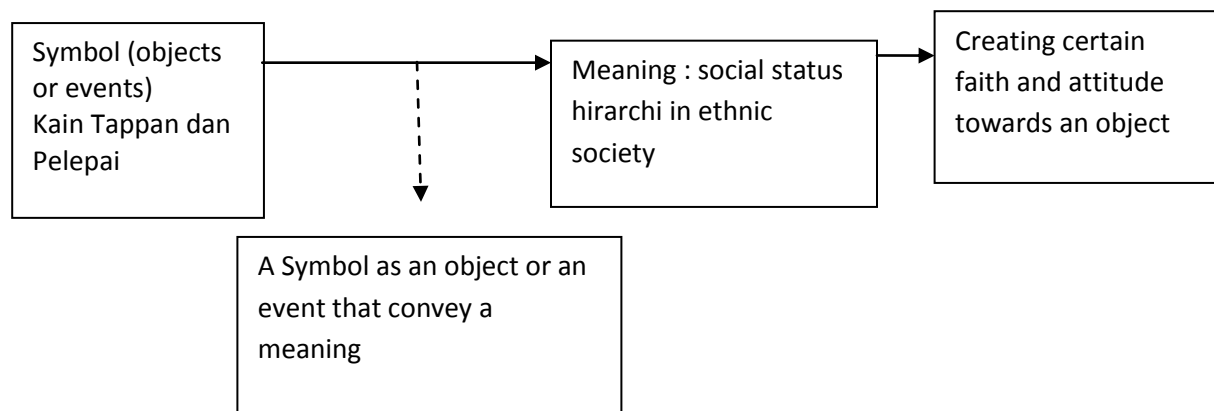 Symbol (objects
or events)
Kain Tappan dan
Pelepai
Meaning : social status
hirarchi in ethnic
society
Creating certain
faith and attitude
towards an object
A Symbol as an object or an
event that convey a
meaning